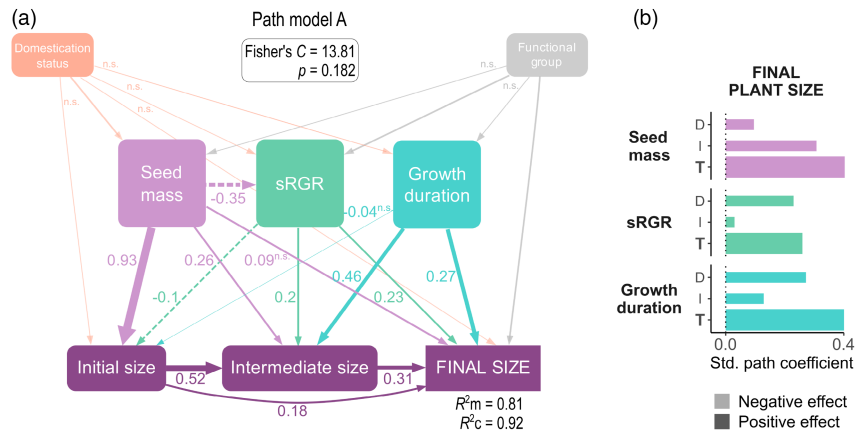 (a)
Path model A
Fisher's C = 13.81
p = 0.182
Domestication
status
Functional
group
n.s.
n.s.
n.s.
n.s.
n.s.
n.s.
n.s.
Seed
mass
sRGR
Growth
duration
-0.35
-0.04n.s.
0.93
0.26
0.09n.s.
0.46
0.27
-0.1
0.2
0.23
Initial size
Intermediate size
FINAL SIZE
0.52
0.31
0.18
R2m = 0.81
R2c = 0.92
(b)
FINAL
PLANT SIZE
Seed
mass
D
I
T
sRGR
D
I
T
Growth
duration
D
I
T
0.0
0.4
Std. path coefficient
Negative effect
Positive effect